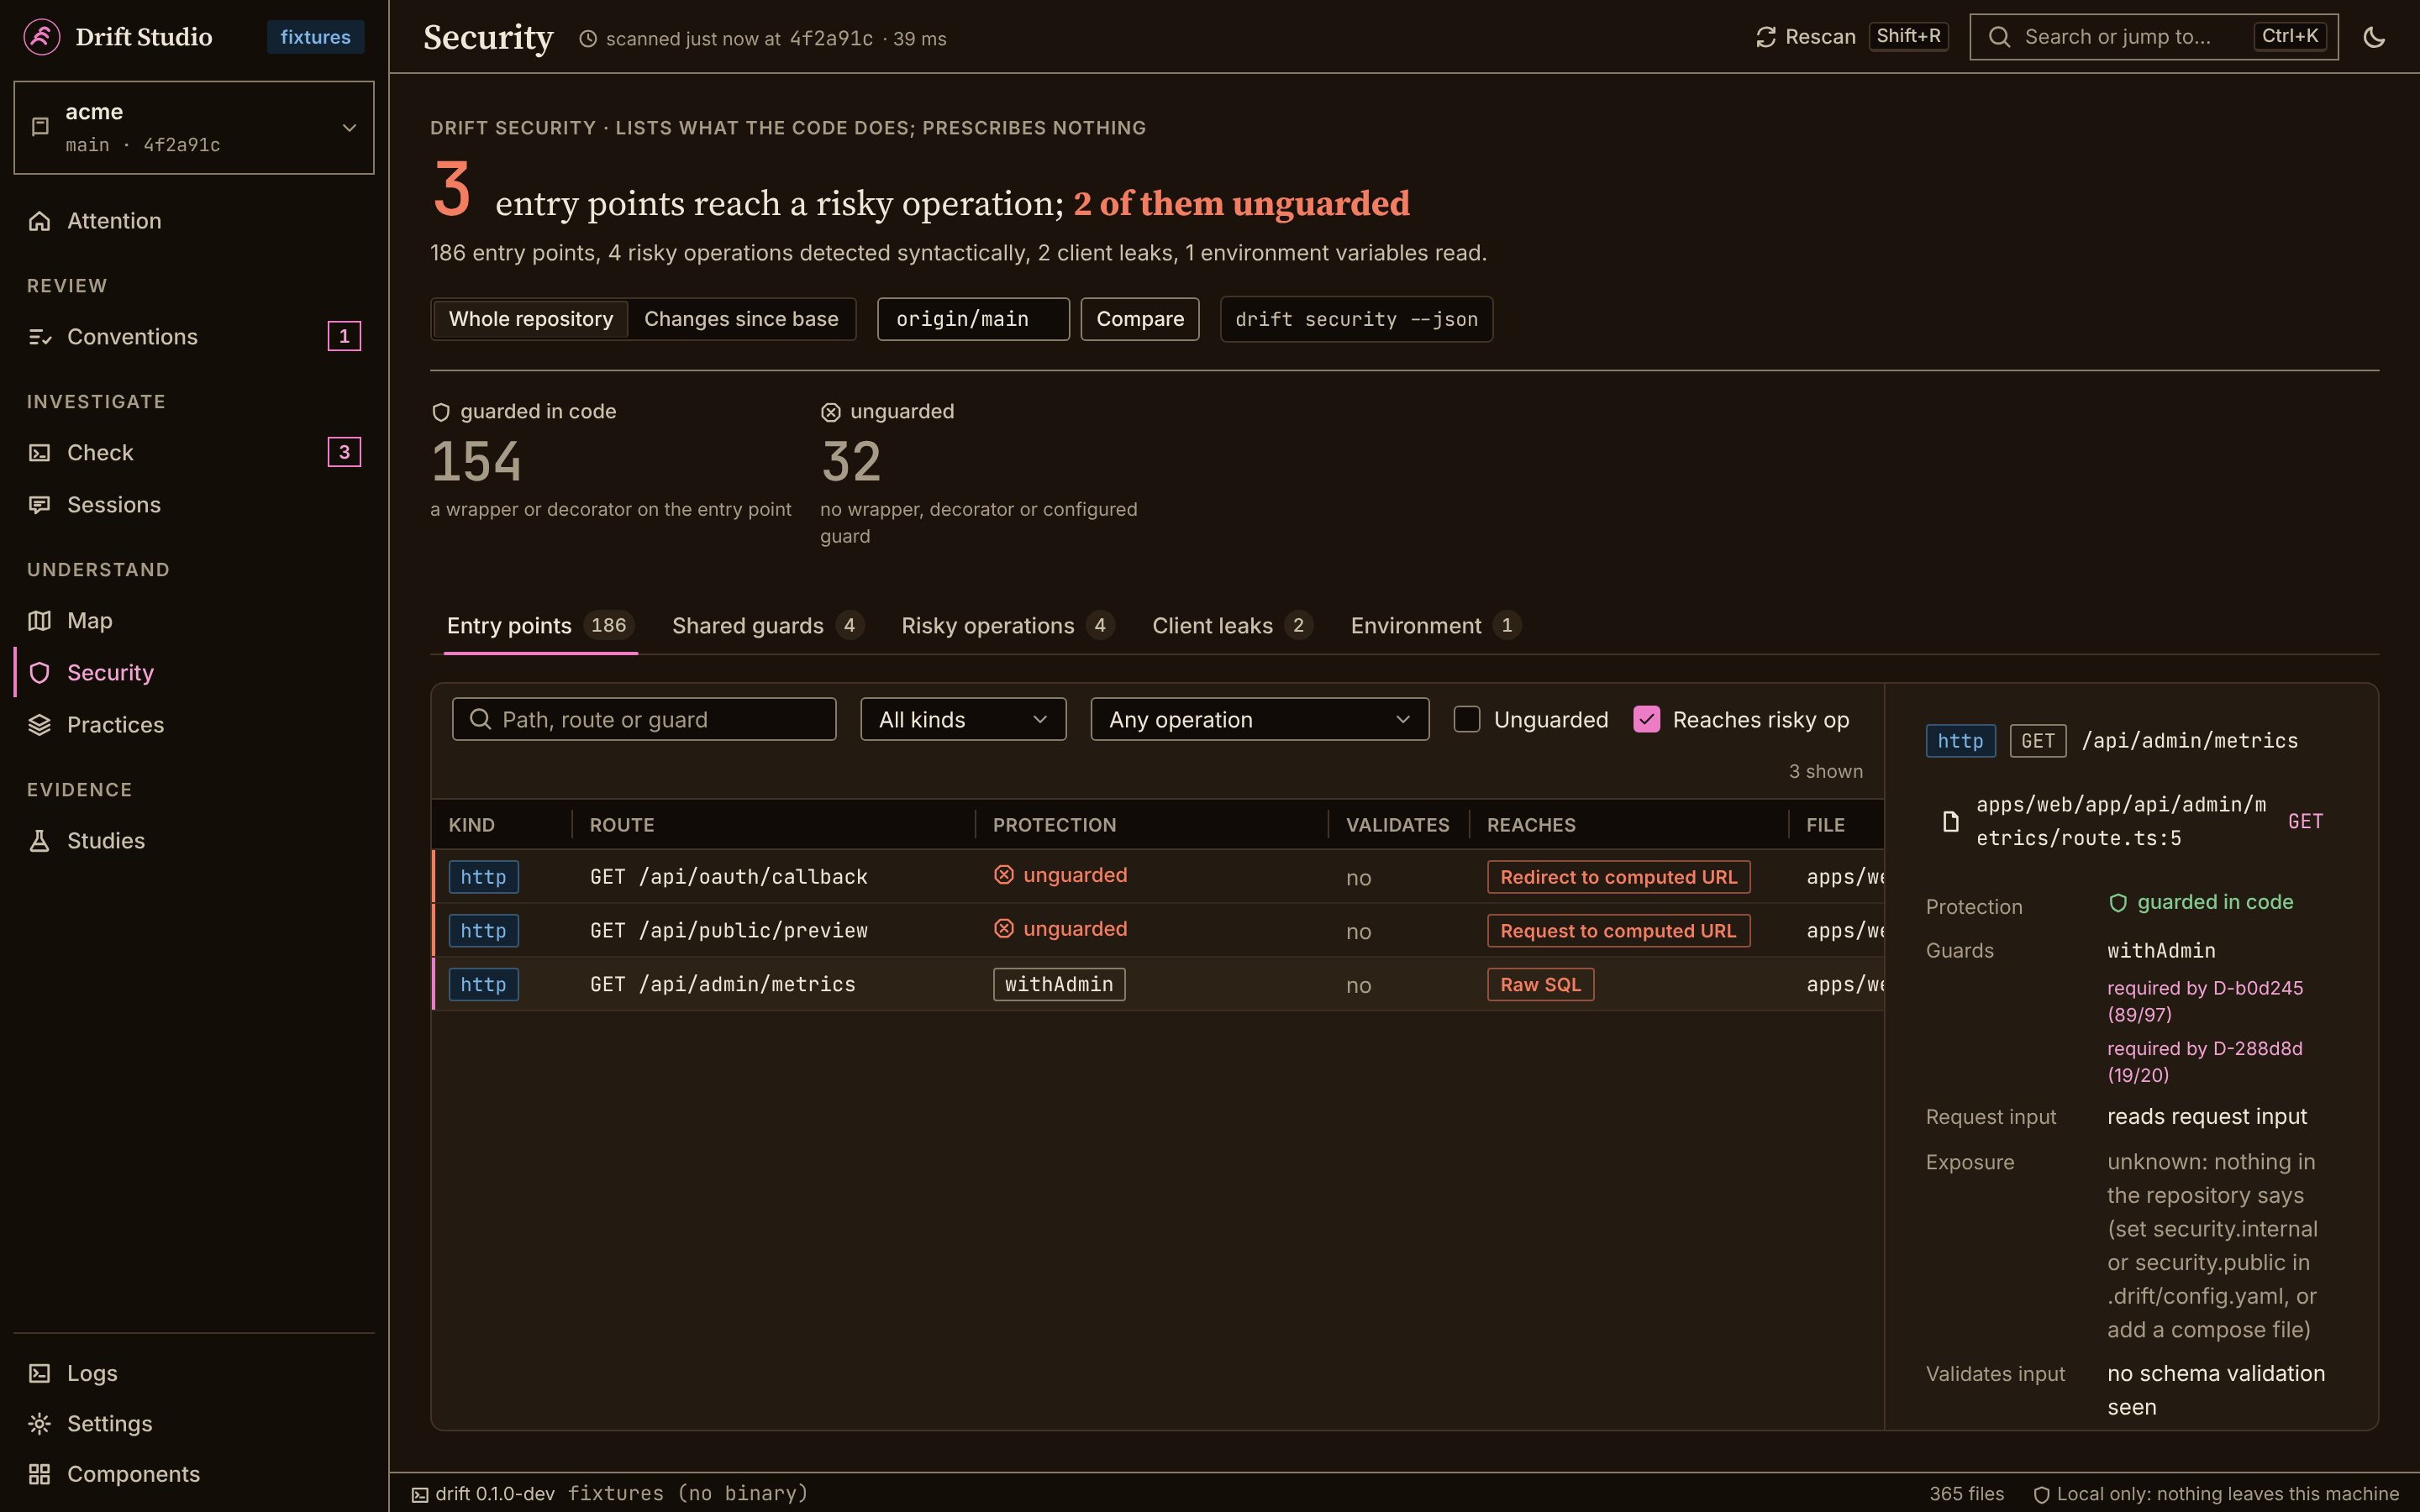 Drift Studio
fixtures
acme
main · 4f2a91c
Attention
REVIEW
Conventions 1
INVESTIGATE
Check 3
Sessions
UNDERSTAND
Map
Security
Practices
EVIDENCE
Studies
Logs
Settings
Components
Security
scanned just now at 4f2a91c · 39 ms
Rescan Shift+R
Search or jump to... Ctrl+K
DRIFT SECURITY · LISTS WHAT THE CODE DOES; PRESCRIBES NOTHING
3 entry points reach a risky operation; 2 of them unguarded
186 entry points, 4 risky operations detected syntactically, 2 client leaks, 1 environment variables read.
Whole repository Changes since base origin/main Compare drift security --json
guarded in code
154
a wrapper or decorator on the entry point
unguarded
32
no wrapper, decorator or configured
guard
Entry points 186 Shared guards 4 Risky operations 4 Client leaks 2 Environment 1
Path, route or guard All kinds Any operation Unguarded Reaches risky op
3 shown
KIND ROUTE PROTECTION VALIDATES REACHES FILE
http GET /api/oauth/callback unguarded no Redirect to computed URL apps/we
http GET /api/public/preview unguarded no Request to computed URL apps/we
http GET /api/admin/metrics withAdmin no Raw SQL apps/we
http GET /api/admin/metrics
apps/web/app/api/admin/m
etrics/route.ts:5
GET
Protection guarded in code
Guards withAdmin
required by D-b0d245
(89/97)
required by D-288d8d
(19/20)
Request input reads request input
Exposure unknown: nothing in
the repository says
(set security.internal
or security.public in
.drift/config.yaml, or
add a compose file)
Validates input no schema validation
seen
drift 0.1.0-dev fixtures (no binary)
365 files Local only: nothing leaves this machine